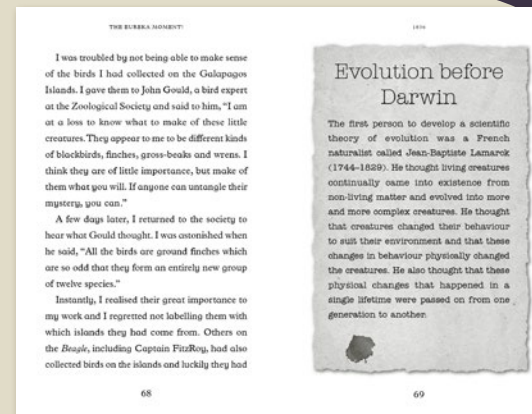 THE EUREKA MOMENT!
I was troubled by not being able to make sense
of the birds I had collected on the Galapagos
Islands. I gave them to John Gould, a bird expert
at the Zoological Society and said to him, “I am
at a loss to know what to make of these little
creatures. They appear to me to be different kinds
of blackbirds, finches, gross-beaks and wrens. I
think they are of little importance, but make of
them what you will. If anyone can untangle their
mystery, you can.”
A few days later, I returned to the society to
hear what Gould thought. I was astonished when
he said, “All the birds are ground finches which
are so odd that they form an entirely new group
of twelve species.”
Instantly, I realised their great importance to
my work and I regretted not labelling them with
which islands they had come from. Others on
the Beagle, including Captain FitzRoy, had also
collected birds on the islands and luckily they had
68
Evolution before
Darwin
The first person to develop a scientific
theory of evolution was a French
naturalist called Jean-Baptiste Lamarck
(1744–1829). He thought living creatures
continually came into existence from
non-living matter and evolved into more
and more complex creatures. He thought
that creatures changed their behaviour
to suit their environment and that these
changes in behaviour physically changed
the creatures. He also thought that these
physical changes that happened in a
single lifetime were passed on from one
generation to another.
69